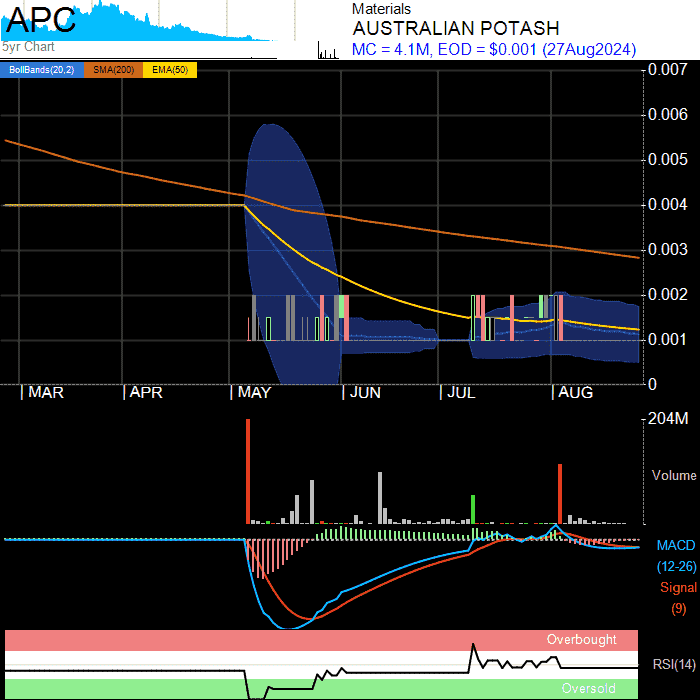 APC
5yr Chart
Materials
AUSTRALIAN POTASH
MC = 4.1M, EOD = $0.001 (27Aug2024)
BollBands(20,2) SMA(200) EMA(50)
0.007
0.006
0.005
0.004
0.003
0.002
0.001
0
MAR APR MAY JUN JUL AUG
204M
Volume
MACD
(12-26)
Signal
(9)
Overbought
RSI(14)
Oversold